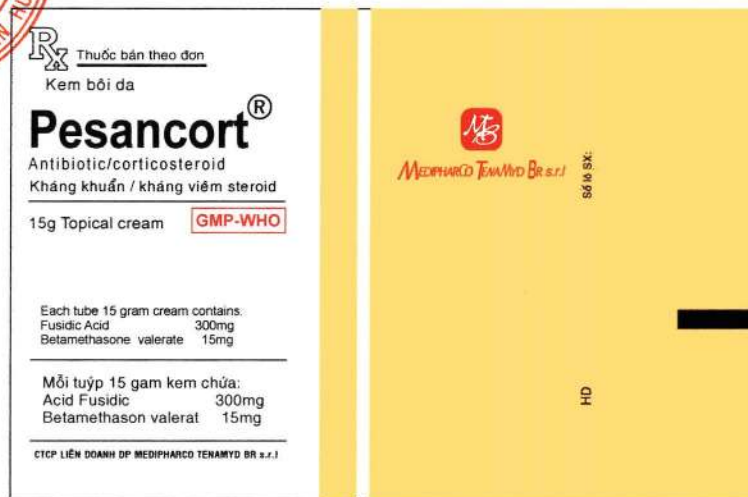 Rx Thuốc bán theo đơn
Kem bôi da
Pesancort®
Antibiotic/corticosteroid
Kháng khuẩn / kháng viêm steroid
15g Topical cream GMP-WHO
Each tube 15 gram cream contains.
Fusidic Acid 300mg
Betamethasone valerate 15mg
Mỗi tuýp 15 gam kem chứa:
Acid Fusidic 300mg
Betamethason valerat 15mg
CTCP LIÊN DOANH DP MEDIPHARCO TENAMYD BR s.r.l
MEDIPHARCO TENAMYD BR s.r.l
Số lô SX:
HD